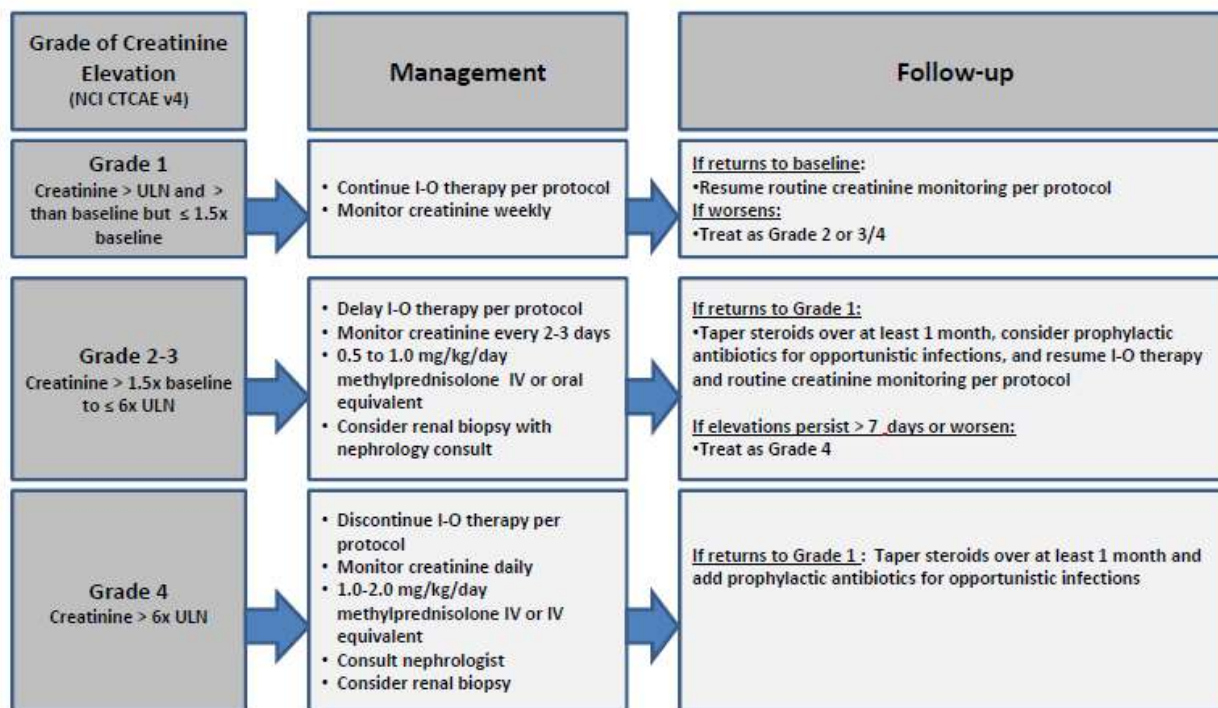 Grade of Creatinine
Elevation
(NCI CTCAE v4)
Management
Follow-up
Grade 1
Creatinine > ULN and >
than baseline but ≤ 1.5x
baseline
• Continue I-O therapy per protocol
• Monitor creatinine weekly
If returns to baseline:
•Resume routine creatinine monitoring per protocol
If worsens:
•Treat as Grade 2 or 3/4
Grade 2-3
Creatinine > 1.5x baseline
to ≤ 6x ULN
• Delay I-O therapy per protocol
• Monitor creatinine every 2-3 days
• 0.5 to 1.0 mg/kg/day
methylprednisolone IV or oral
equivalent
• Consider renal biopsy with
nephrology consult
If returns to Grade 1:
•Taper steroids over at least 1 month, consider prophylactic
antibiotics for opportunistic infections, and resume I-O therapy
and routine creatinine monitoring per protocol
If elevations persist > 7 days or worsen:
•Treat as Grade 4
Grade 4
Creatinine > 6x ULN
• Discontinue I-O therapy per
protocol
• Monitor creatinine daily
• 1.0-2.0 mg/kg/day
methylprednisolone IV or IV
equivalent
• Consult nephrologist
• Consider renal biopsy
If returns to Grade 1 : Taper steroids over at least 1 month and
add prophylactic antibiotics for opportunistic infections